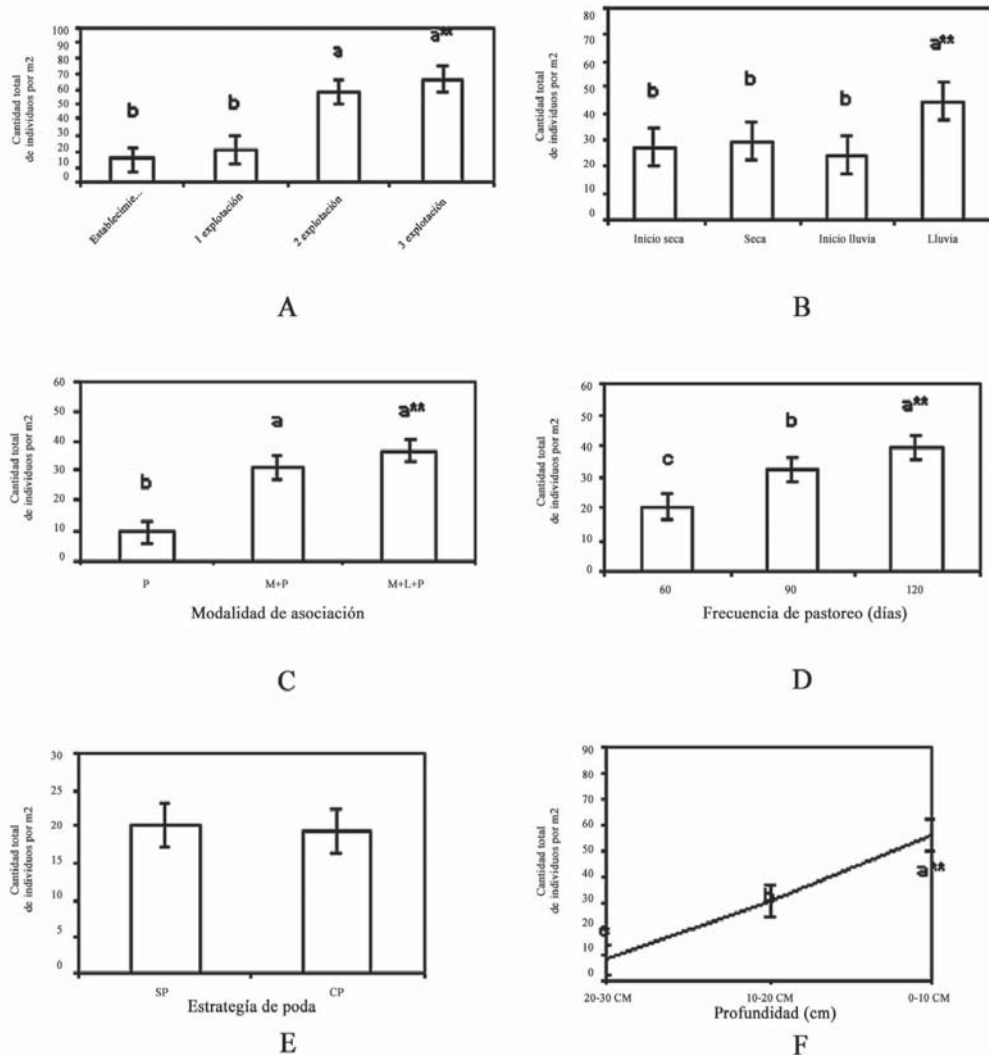 Cantidad total
de individuos por m2
100
90
80
70
60
50
40
30
20
10
0
b
b
a
a**
Establecimie...
1 explotación
2 explotación
3 explotación
A
Cantidad total
de individuos por m2
80
70
60
50
40
30
20
10
0
b
b
b
a**
Inicio seca
Seca
Inicio lluvia
Lluvia
B
Cantidad total
de individuos por m2
60
50
40
30
20
10
0
b
a
a**
P
M+P
M+L+P
Modalidad de asociación
C
Cantidad total
de individuos por m2
60
50
40
30
20
10
0
c
b
a**
60
90
120
Frecuencia de pastoreo (días)
D
Cantidad total
de individuos por m2
30
25
20
15
10
5
0
SP
CP
Estrategía de poda
E
Cantidad total
de individuos por m2
90
80
70
60
50
40
30
20
10
0
c
b
a**
20-30 CM
10-20 CM
0-10 CM
Profundidad (cm)
F